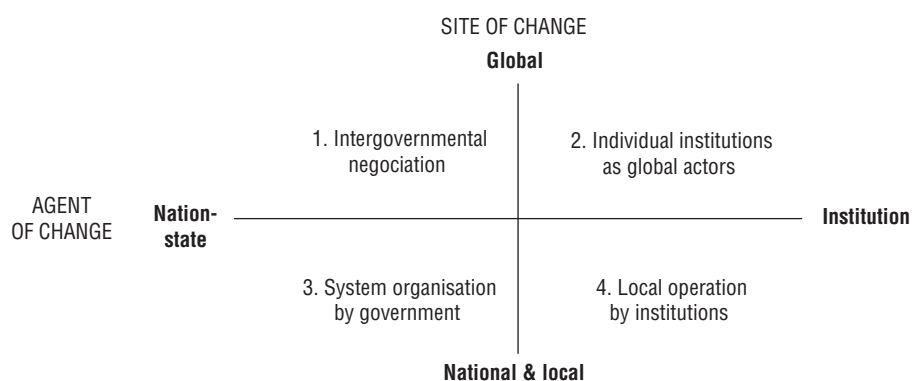 SITE OF CHANGE
Global
1. Intergovernmental
negociation
2. Individual institutions
as global actors
AGENT
OF CHANGE
Nation-
state
Institution
3. System organisation
by government
4. Local operation
by institutions
National & local